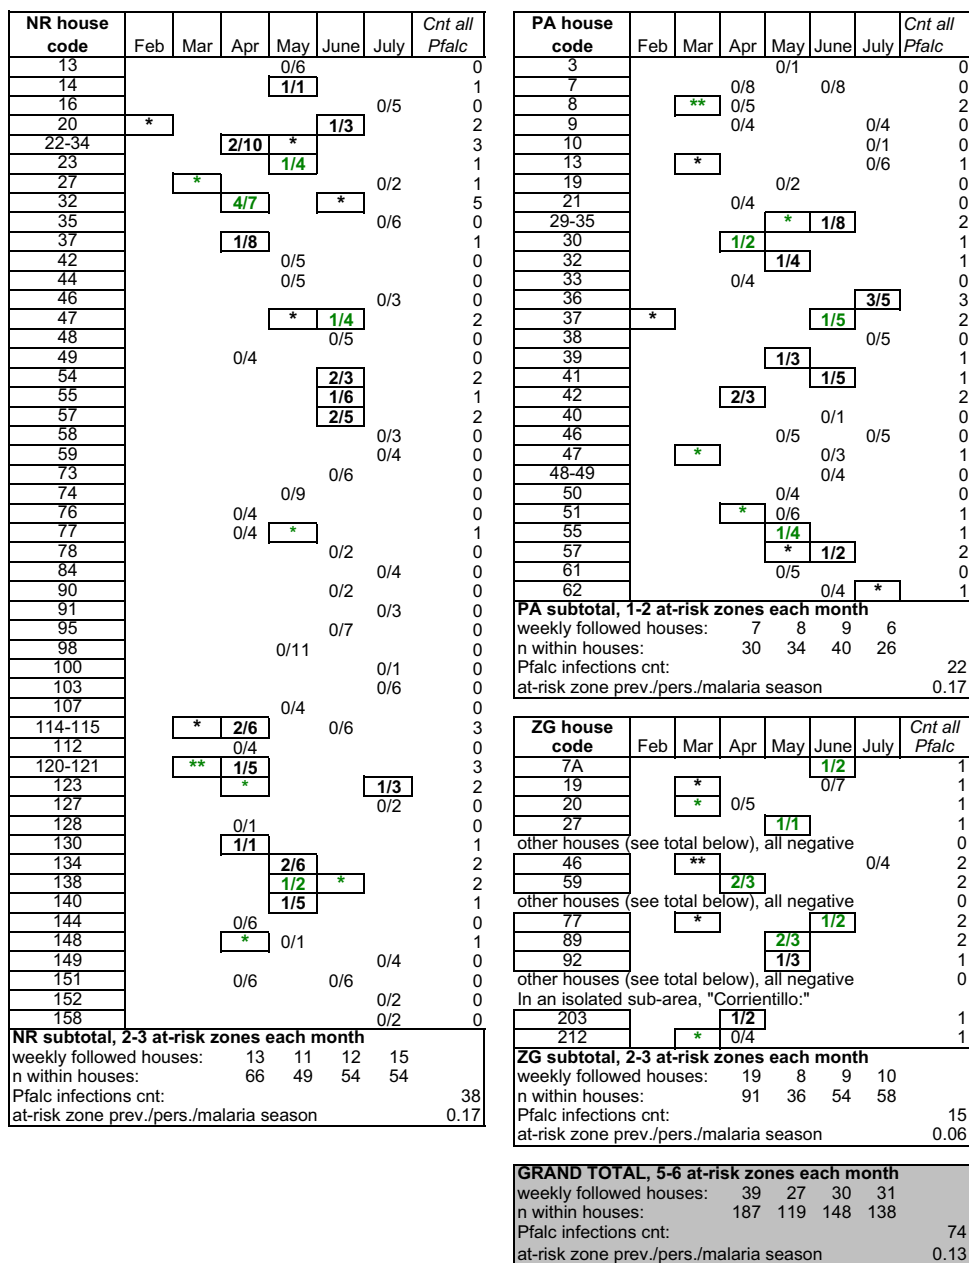 NR house Cnt all
code Feb Mar Apr May June July Pfalc
13 0/6 0
14 1/1 1
16 0/5 0
20 * 1/3 2
22-34 2/10 * 3
23 1/4 1
27 * 0/2 1
32 4/7 * 5
35 0/6 0
37 1/8 1
42 0/5 0
44 0/5 0
46 0/3 0
47 * 1/4 2
48 0/5 0
49 0/4 0
54 2/3 2
55 1/6 1
57 2/5 2
58 0/3 0
59 0/4 0
73 0/6 0
74 0/9 0
76 0/4 0
77 0/4 * 1
78 0/2 0
84 0/4 0
90 0/2 0
91 0/3 0
95 0/7 0
98 0/11 0
100 0/1 0
103 0/6 0
107 0/4 0
114-115 * 2/6 0/6 3
112 0/4 0
120-121 ** 1/5 3
123 * 1/3 2
127 0/2 0
128 0/1 0
130 1/1 1
134 2/6 2
138 1/2 * 2
140 1/5 1
144 0/6 0
148 * 0/1 1
149 0/4 0
151 0/6 0/6 0
152 0/2 0
158 0/2 0
NR subtotal, 2-3 at-risk zones each month
weekly followed houses: 13 11 12 15
n within houses: 66 49 54 54
Pfalc infections cnt: 38
at-risk zone prev./pers./malaria season 0.17
PA house Cnt all
code Feb Mar Apr May June July Pfalc
3 0/1 0
7 0/8 0/8 0
8 ** 0/5 2
9 0/4 0/4 0
10 0/1 0
13 * 0/6 1
19 0/2 0
21 0/4 0
29-35 * 1/8 2
30 1/2 1
32 1/4 1
33 0/4 0
36 3/5 3
37 * 1/5 2
38 0/5 0
39 1/3 1
41 1/5 1
42 2/3 2
40 0/1 0
46 0/5 0/5 0
47 * 0/3 1
48-49 0/4 0
50 0/4 0
51 * 0/6 1
55 1/4 1
57 * 1/2 2
61 0/5 0
62 0/4 * 1
PA subtotal, 1-2 at-risk zones each month
weekly followed houses: 7 8 9 6
n within houses: 30 34 40 26
Pfalc infections cnt: 22
at-risk zone prev./pers./malaria season 0.17
ZG house Cnt all
code Feb Mar Apr May June July Pfalc
7A 1/2 1
19 * 0/7 1
20 * 0/5 1
27 1/1 1
other houses (see total below), all negative 0
46 ** 0/4 2
59 2/3 2
other houses (see total below), all negative 0
77 * 1/2 2
89 2/3 2
92 1/3 1
other houses (see total below), all negative 0
In an isolated sub-area, "Corrientillo:"
203 1/2 1
212 * 0/4 1
ZG subtotal, 2-3 at-risk zones each month
weekly followed houses: 19 8 9 10
n within houses: 91 36 54 58
Pfalc infections cnt: 15
at-risk zone prev./pers./malaria season 0.06
GRAND TOTAL, 5-6 at-risk zones each month
weekly followed houses: 39 27 30 31
n within houses: 187 119 148 138
Pfalc infections cnt: 74
at-risk zone prev./pers./malaria season 0.13